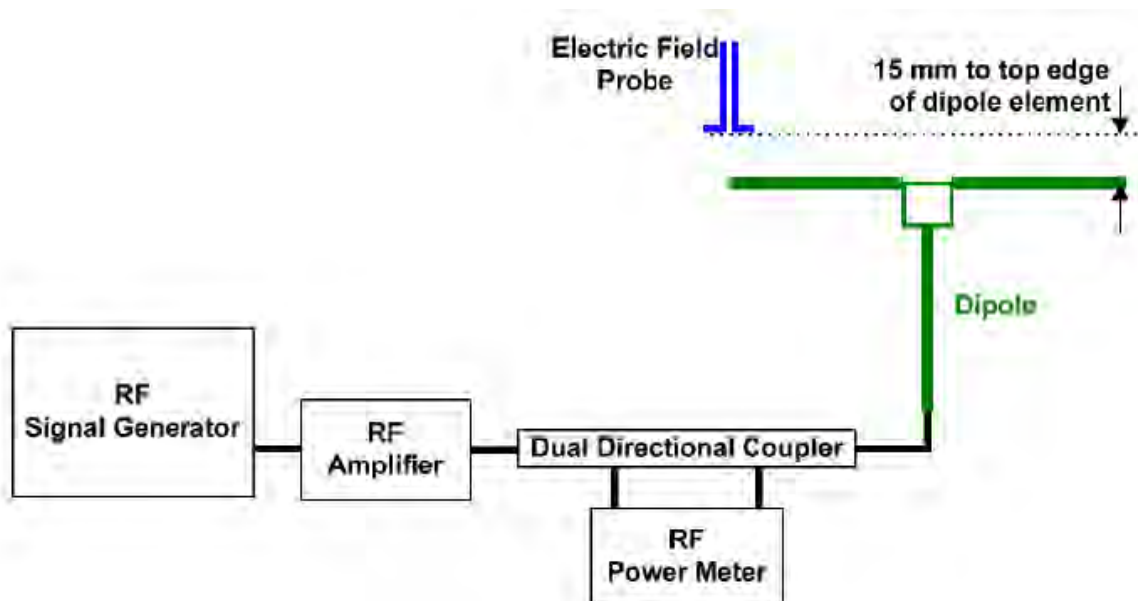 Electric Field
Probe
15 mm to top edge
of dipole element
Dipole
RF
Signal Generator
RF
Amplifier
Dual Directional Coupler
RF
Power Meter